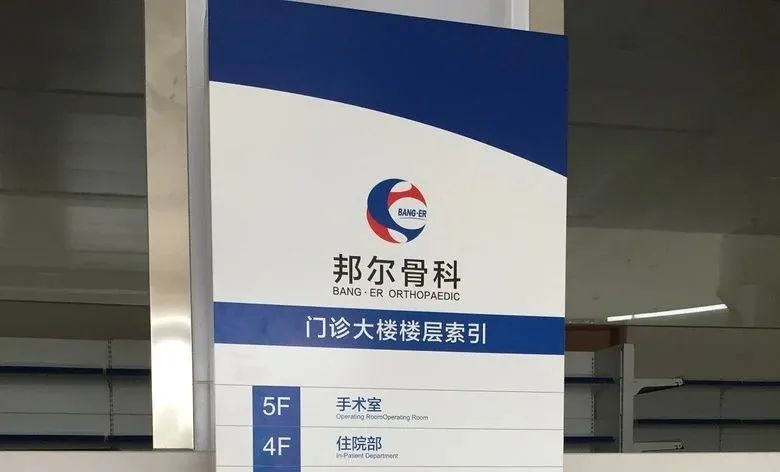 BANG·ER
邦尔骨科
BANG · ER ORTHOPAEDIC
门诊大楼楼层索引
5F 手术室
Operating RoomOperating Room
4F 住院部
In-Patient Department